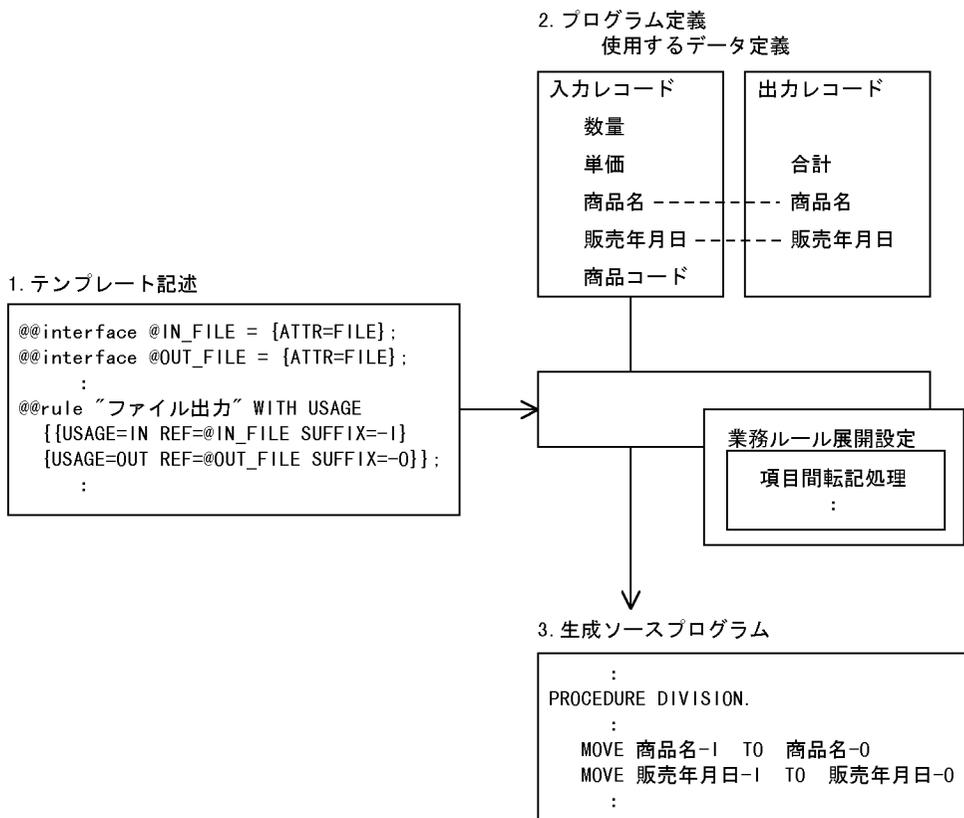 2. プログラム定義
使用するデータ定義
入力レコード
数量
単価
商品名
販売年月日
商品コード
出力レコード
合計
商品名
販売年月日
1. テンプレート記述
@@interface @IN_FILE = {ATTR=FILE};
@@interface @OUT_FILE = {ATTR=FILE};
:
@@rule "ファイル出力" WITH USAGE
{{USAGE=IN REF=@IN_FILE SUFFIX=-I}
{USAGE=OUT REF=@OUT_FILE SUFFIX=-O}};
:
業務ルール展開設定
項目間転記処理
:
3. 生成ソースプログラム
:
PROCEDURE DIVISION.
:
MOVE 商品名-I TO 商品名-O
MOVE 販売年月日-I TO 販売年月日-O
: